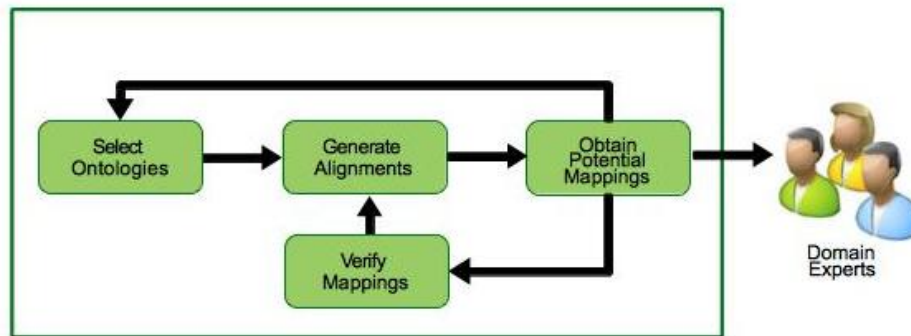 Select
Ontologies
Generate
Alignments
Obtain
Potential
Mappings
Verify
Mappings
Domain
Experts